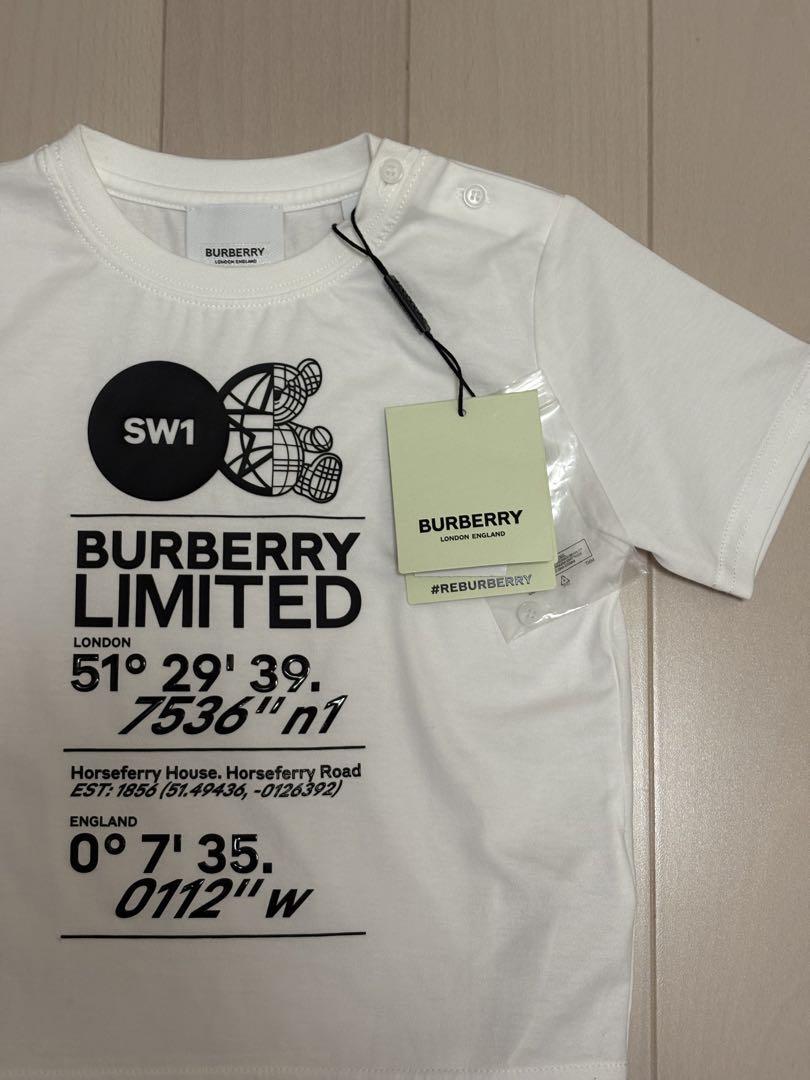 BURBERRY
LONDON ENGLAND
SW1
BURBERRY
LIMITED
LONDON
51° 29' 39.
7536"n1
Horseferry House. Horseferry Road
EST: 1856 (51.49436, -0126392)
ENGLAND
0° 7' 35.
0112"w
BURBERRY
LONDON ENGLAND
#REBURBERRY